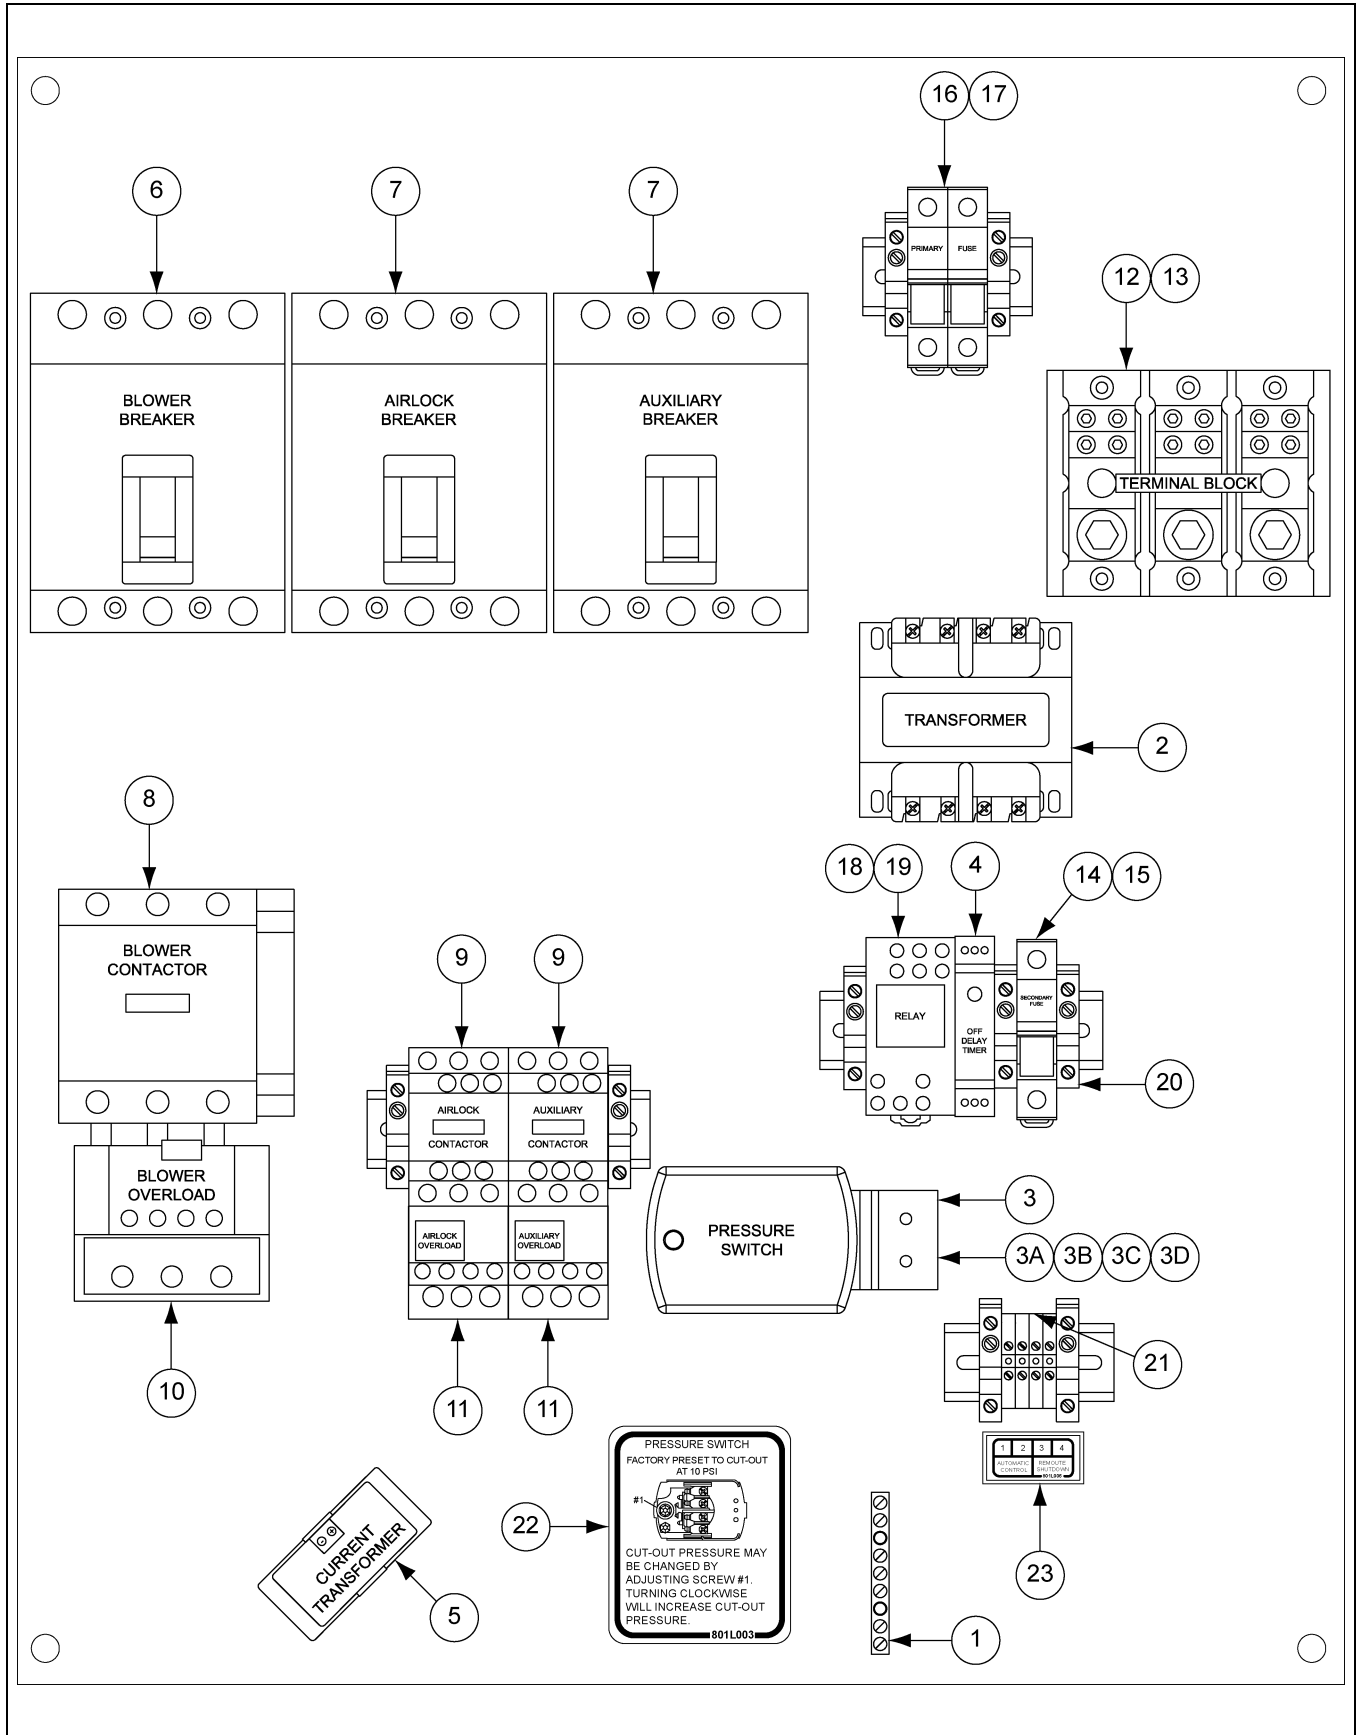 16 17
6
7
7
PRIMARY FUSE
12 13
BLOWER
BREAKER
AIRLOCK
BREAKER
AUXILIARY
BREAKER
TERMINAL BLOCK
TRANSFORMER
2
8
18 19
4
14 15
BLOWER
CONTACTOR
9
9
SECONDARY
FUSE
RELAY
OFF
DELAY
TIMER
20
AIRLOCK
CONTACTOR
AUXILIARY
CONTACTOR
BLOWER
OVERLOAD
AIRLOCK
OVERLOAD
AUXILIARY
OVERLOAD
PRESSURE
SWITCH
3
3A 3B 3C 3D
10
11
11
21
PRESSURE SWITCH
FACTORY PRESET TO CUT-OUT
AT 10 PSI
#1
CUT-OUT PRESSURE MAY
BE CHANGED BY
ADJUSTING SCREW #1.
TURNING CLOCKWISE
WILL INCREASE CUT-OUT
PRESSURE.
801L003
22
1 2 3 4
AUTOMATIC
CONTROL
REMOUTE
SHUTDOWN
801L006
23
CURRENT
TRANSFORMER
5
1